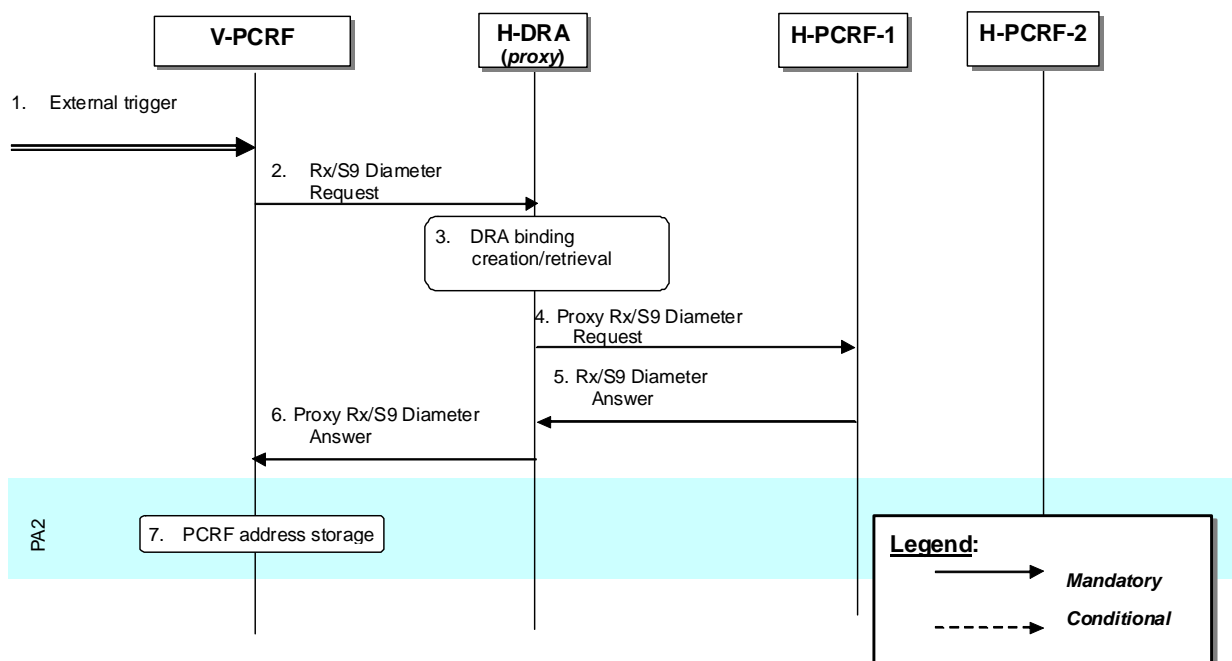 V-PCRF
H-DRA
(proxy)
H-PCRF-1
H-PCRF-2
1. External trigger
2. Rx/S9 Diameter
Request
3. DRA binding
creation/retrieval
4. Proxy Rx/S9 Diameter
Request
5. Rx/S9 Diameter
Answer
6. Proxy Rx/S9 Diameter
Answer
PA2
7. PCRF address storage
Legend:
Mandatory
Conditional